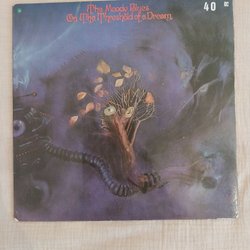 The Moody Blues
On The Threshold of a Dream
40